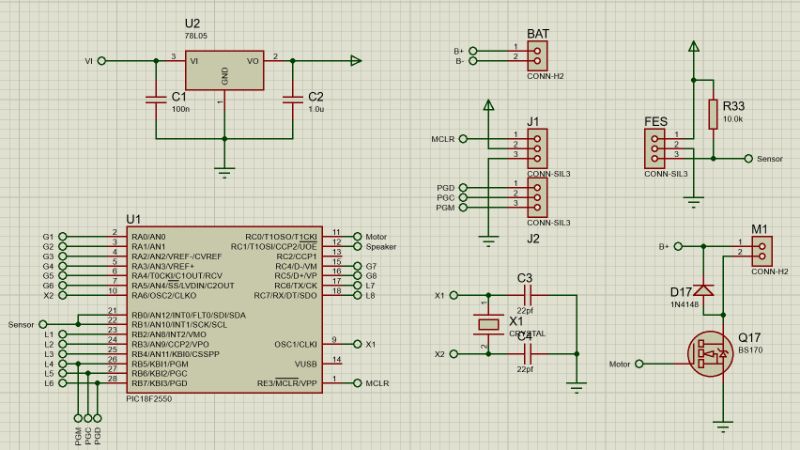 U2
78L05
VI
3
VI
VO
2
GND
1
C1
100n
C2
1.0u
BAT
B+
1
B-
2
CONN-H2
J1
MCLR
1
2
3
CONN-SIL3
PGD
1
PGC
2
PGM
3
CONN-SIL3
J2
FES
1
2
3
CONN-SIL3
R33
10.0k
Sensor
U1
G1 2 RA0/AN0
G2 3 RA1/AN1
G3 4 RA2/AN2/VREF-/CVREF
G4 5 RA3/AN3/VREF+
G5 6 RA4/T0CKI/C1OUT/RCV
G6 7 RA5/AN4/SS/LVDIN/C2OUT
X2 10 RA6/OSC2/CLKO
21 RB0/AN12/INT0/FLT0/SDI/SDA
Sensor 22 RB1/AN10/INT1/SCK/SCL
L1 23 RB2/AN8/INT2/VMO
L2 24 RB3/AN9/CCP2/VPO
L3 25 RB4/AN11/KBI0/CSSPP
L4 26 RB5/KBI1/PGM
L5 27 RB6/KBI2/PGC
L6 28 RB7/KBI3/PGD
RC0/T1OSO/T1CKI 11 Motor
RC1/T1OSI/CCP2/UOE 12 Speaker
RC2/CCP1 13
RC4/D-/VM 15 G7
RC5/D+/VP 16 G8
RC6/TX/CK 17 L7
RC7/RX/DT/SDO 18 L8
OSC1/CLKI 9 X1
VUSB 14
RE3/MCLR/VPP 1 MCLR
PIC18F2550
PGM
PGC
PGD
X1
C3
22pf
1
X1
CRYSTAL
2
X2
C4
22pf
M1
B+
1
2
CONN-H2
D17
1N4148
Q17
BS170
Motor